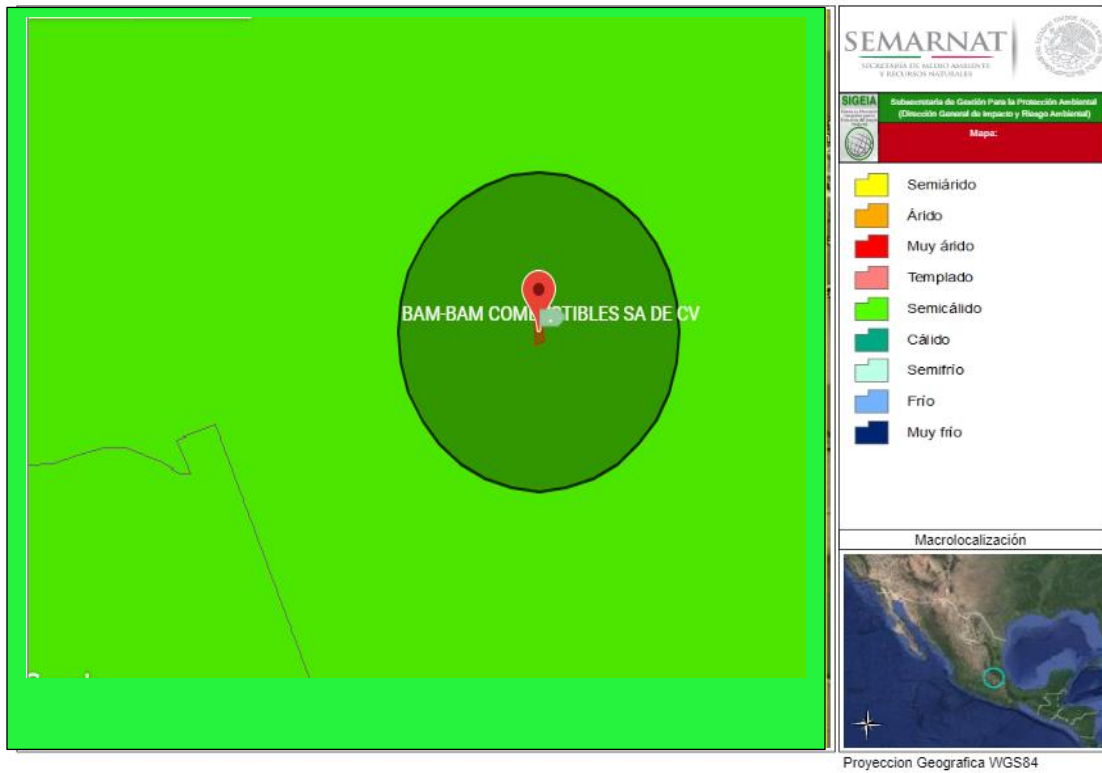 BAM-BAM COMBUSTIBLES SA DE CV
SEMARNAT
SECRETARÍA DE MEDIO AMBIENTE
Y RECURSOS NATURALES
SIGEIA
Subsecretaría de Gestión Para la Protección Ambiental
(Dirección General de Impacto y Riesgo Ambiental)
Mapa:
Semiárido
Árido
Muy árido
Templado
Semicálido
Cálido
Semifrío
Frío
Muy frío
Macrolocalización
Proyeccion Geografica WGS84